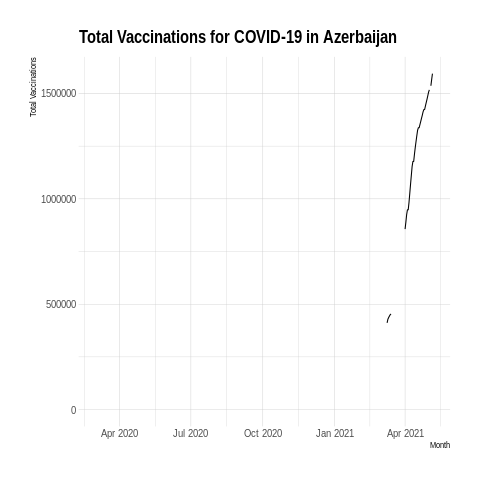 Total Vaccinations for COVID-19 in Azerbaijan
Total Vaccinations
1500000
1000000
500000
0
Apr 2020 Jul 2020 Oct 2020 Jan 2021 Apr 2021
Month